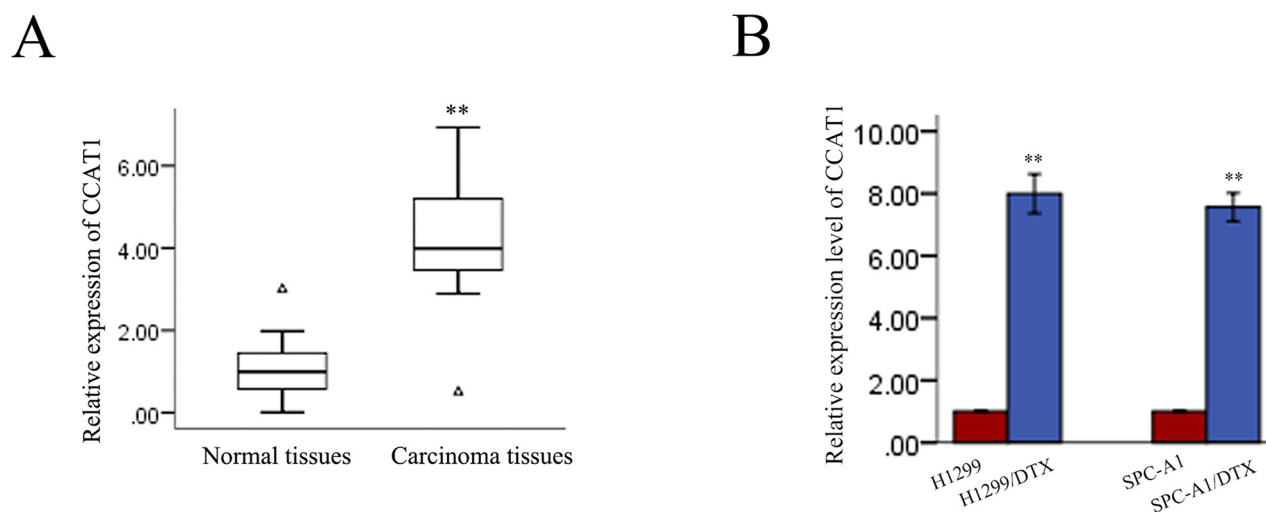 A
Relative expression of CCAT1
6.00
4.00
2.00
.00
**
Normal tissues
Carcinoma tissues
B
Relative expression level of CCAT1
10.00
8.00
6.00
4.00
2.00
.00
**
**
H1299
H1299/DTX
SPC-A1
SPC-A1/DTX